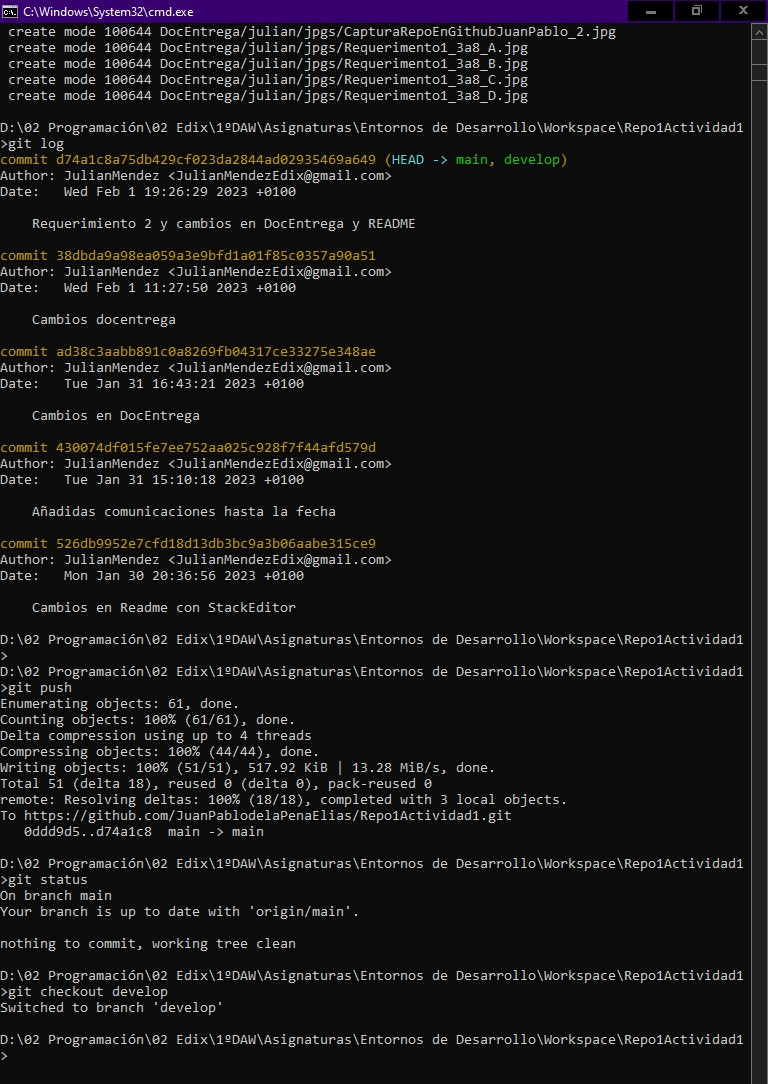 C:\Windows\System32\cmd.exe
 create mode 100644 DocEntrega/julian/jpgs/CapturaRepoEnGithubJuanPablo_2.jpg
 create mode 100644 DocEntrega/julian/jpgs/Requerimiento1_3a8_A.jpg
 create mode 100644 DocEntrega/julian/jpgs/Requerimiento1_3a8_B.jpg
 create mode 100644 DocEntrega/julian/jpgs/Requerimiento1_3a8_C.jpg
 create mode 100644 DocEntrega/julian/jpgs/Requerimiento1_3a8_D.jpg

D:\02 Programación\02 Edix\1ºDAW\Asignaturas\Entornos de Desarrollo\Workspace\Repo1Actividad1
>git log
commit d74a1c8a75db429cf023da2844ad02935469a649 (HEAD -> main, develop)
Author: JulianMendez <JulianMendezEdix@gmail.com>
Date:   Wed Feb 1 19:26:29 2023 +0100

    Requerimiento 2 y cambios en DocEntrega y README

commit 38dbda9a98ea059a3e9bfd1a01f85c0357a90a51
Author: JulianMendez <JulianMendezEdix@gmail.com>
Date:   Wed Feb 1 11:27:50 2023 +0100

    Cambios docentrega

commit ad38c3aabb891c0a8269fb04317ce33275e348ae
Author: JulianMendez <JulianMendezEdix@gmail.com>
Date:   Tue Jan 31 16:43:21 2023 +0100

    Cambios en DocEntrega

commit 430074df015fe7ee752aa025c928f7f44afd579d
Author: JulianMendez <JulianMendezEdix@gmail.com>
Date:   Tue Jan 31 15:10:18 2023 +0100

    Añadidas comunicaciones hasta la fecha

commit 526db9952e7cfd18d13db3bc9a3b06aabe315ce9
Author: JulianMendez <JulianMendezEdix@gmail.com>
Date:   Mon Jan 30 20:36:56 2023 +0100

    Cambios en Readme con StackEditor

D:\02 Programación\02 Edix\1ºDAW\Asignaturas\Entornos de Desarrollo\Workspace\Repo1Actividad1
>
D:\02 Programación\02 Edix\1ºDAW\Asignaturas\Entornos de Desarrollo\Workspace\Repo1Actividad1
>git push
Enumerating objects: 61, done.
Counting objects: 100% (61/61), done.
Delta compression using up to 4 threads
Compressing objects: 100% (44/44), done.
Writing objects: 100% (51/51), 517.92 KiB | 13.28 MiB/s, done.
Total 51 (delta 18), reused 0 (delta 0), pack-reused 0
remote: Resolving deltas: 100% (18/18), completed with 3 local objects.
To https://github.com/JuanPablodelaPenaElias/Repo1Actividad1.git
   0ddd9d5..d74a1c8  main -> main

D:\02 Programación\02 Edix\1ºDAW\Asignaturas\Entornos de Desarrollo\Workspace\Repo1Actividad1
>git status
On branch main
Your branch is up to date with 'origin/main'.

nothing to commit, working tree clean

D:\02 Programación\02 Edix\1ºDAW\Asignaturas\Entornos de Desarrollo\Workspace\Repo1Actividad1
>git checkout develop
Switched to branch 'develop'

D:\02 Programación\02 Edix\1ºDAW\Asignaturas\Entornos de Desarrollo\Workspace\Repo1Actividad1
>